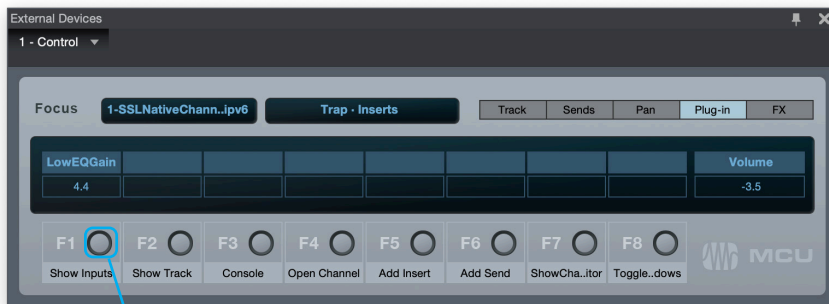 External Devices
1 - Control
Focus 1-SSLNativeChann..ipv6 Trap · Inserts Track Sends Pan Plug-in FX
LowEQGain Volume
4.4 -3.5
F1 F2 F3 F4 F5 F6 F7 F8 MCU
Show Inputs Show Track Console Open Channel Add Insert Add Send ShowCha..itor Toggle..dows